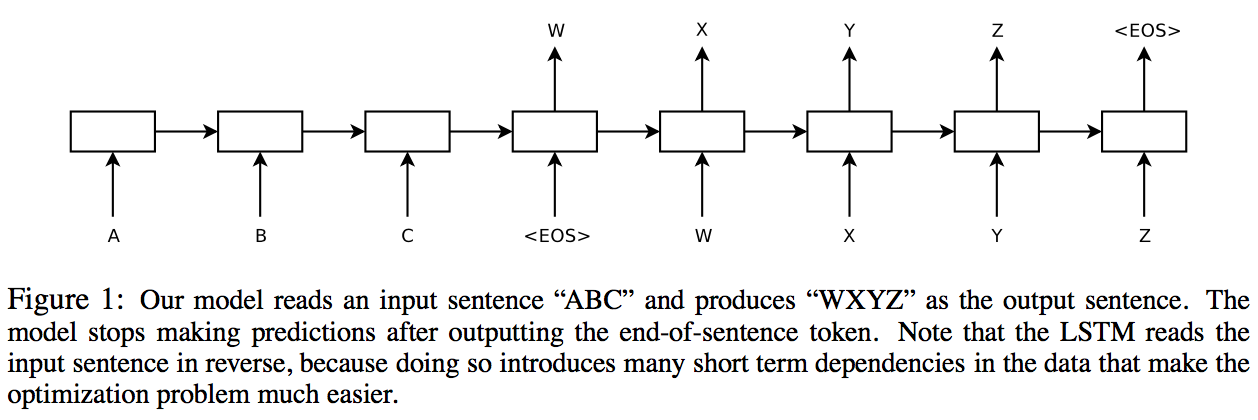 W X Y Z <EOS>
A B C <EOS> W X Y Z
Figure 1: Our model reads an input sentence “ABC” and produces “WXYZ” as the output sentence. The
model stops making predictions after outputting the end-of-sentence token. Note that the LSTM reads the
input sentence in reverse, because doing so introduces many short term dependencies in the data that make the
optimization problem much easier.